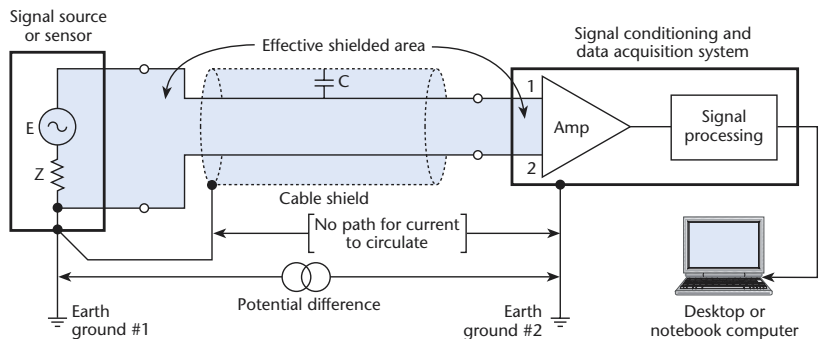 Signal source
or sensor
Effective shielded area
Signal conditioning and
data acquisition system
C
1
E
Amp
Signal
processing
Z
2
Cable shield
No path for current
to circulate
Potential difference
Earth
ground #1
Earth
ground #2
Desktop or
notebook computer